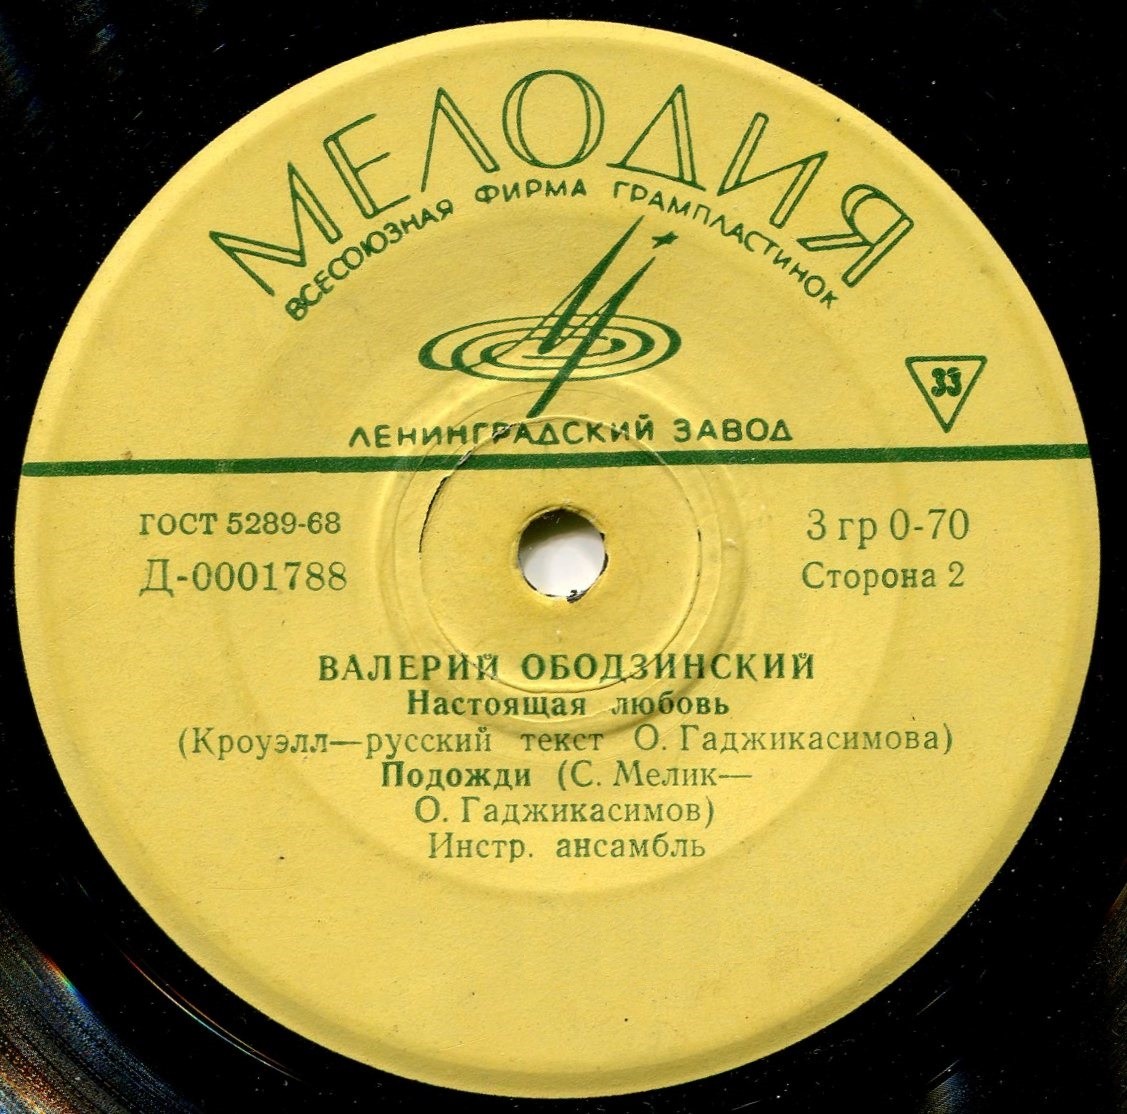 МЕЛОДИЯ
ВСЕСОЮЗНАЯ ФИРМА ГРАМПЛАСТИНОК
33
ЛЕНИНГРАДСКИЙ ЗАВОД
ГОСТ 5289-68
3 гр 0-70
Д-0001788
Сторона 2
ВАЛЕРИЙ ОБОДЗИНСКИЙ
Настоящая любовь
(Кроуэлл—русский текст О. Гаджикасимова)
Подожди (С. Мелик—
О. Гаджикасимов)
Инстр. ансамбль